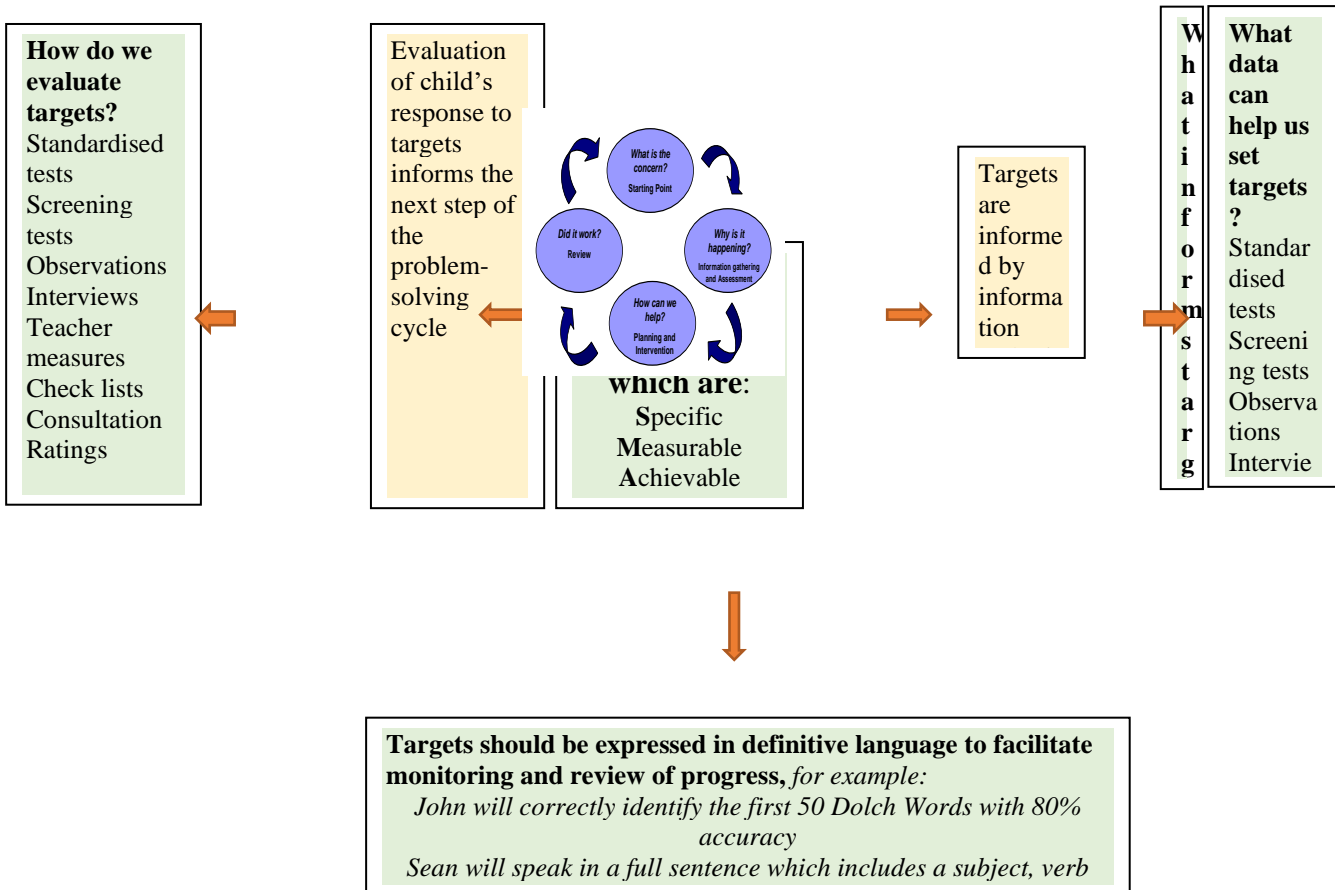 How do we
evaluate
targets?
Standardised
tests
Screening
tests
Observations
Interviews
Teacher
measures
Check lists
Consultation
Ratings
Evaluation
of child’s
response to
targets
informs the
next step of
the
problem-
solving
cycle
What is the
concern?
Starting Point
Did it work?
Review
Why is it
happening?
Information gathering
and Assessment
How can we
help?
Planning and
Intervention
which are:
Specific
Measurable
Achievable
Targets
are
informe
d by
informa
tion
W
h
a
t
i
n
f
o
r
m
s
t
a
r
g
What
data
can
help us
set
targets
?
Standar
dised
tests
Screeni
ng tests
Observa
tions
Intervie
Targets should be expressed in definitive language to facilitate
monitoring and review of progress, for example:
John will correctly identify the first 50 Dolch Words with 80%
accuracy
Sean will speak in a full sentence which includes a subject, verb